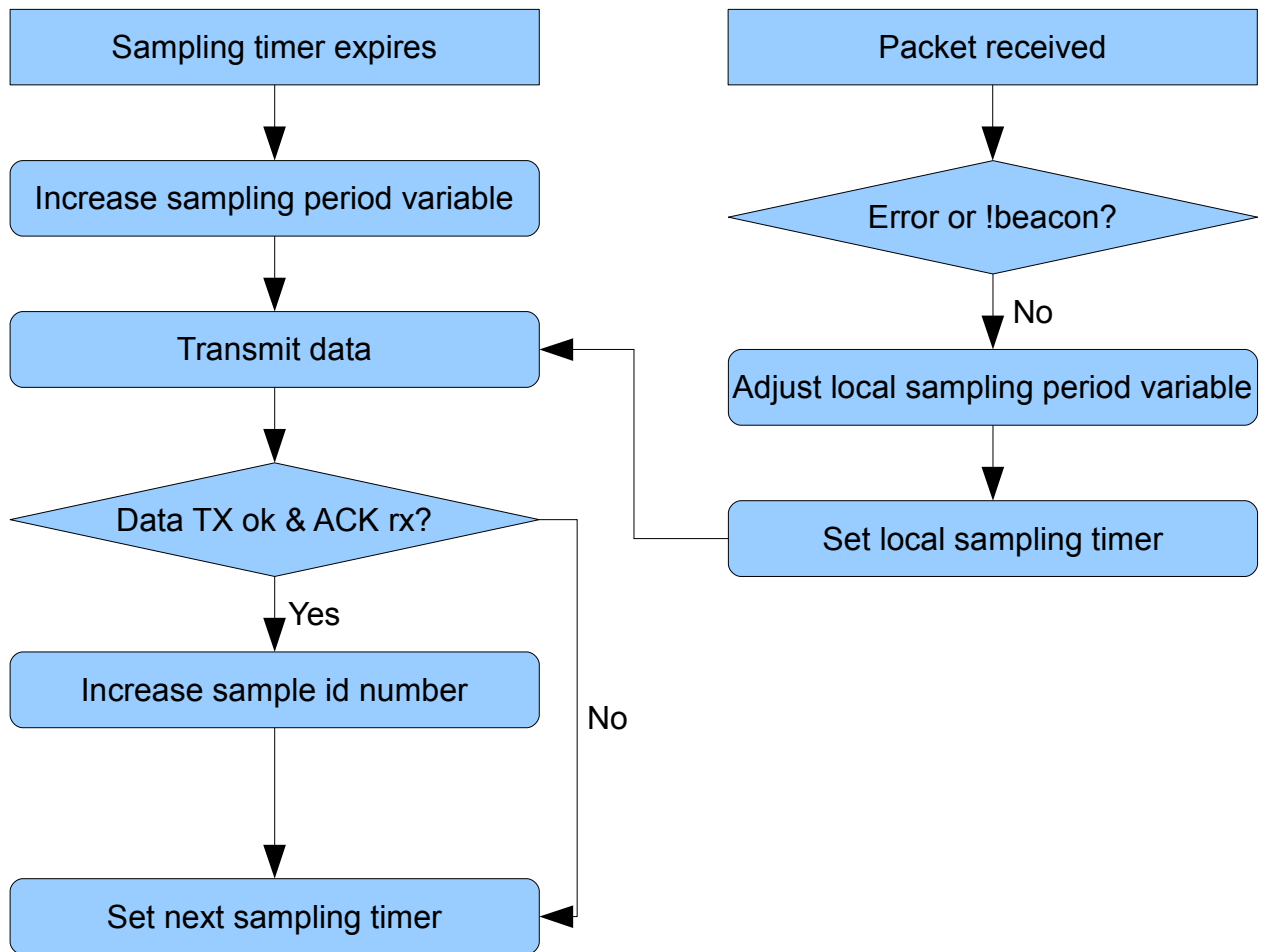 Sampling timer expires
Increase sampling period variable
Transmit data
Data TX ok & ACK rx?
Yes
Increase sample id number
No
Set next sampling timer
Packet received
Error or !beacon?
No
Adjust local sampling period variable
Set local sampling timer